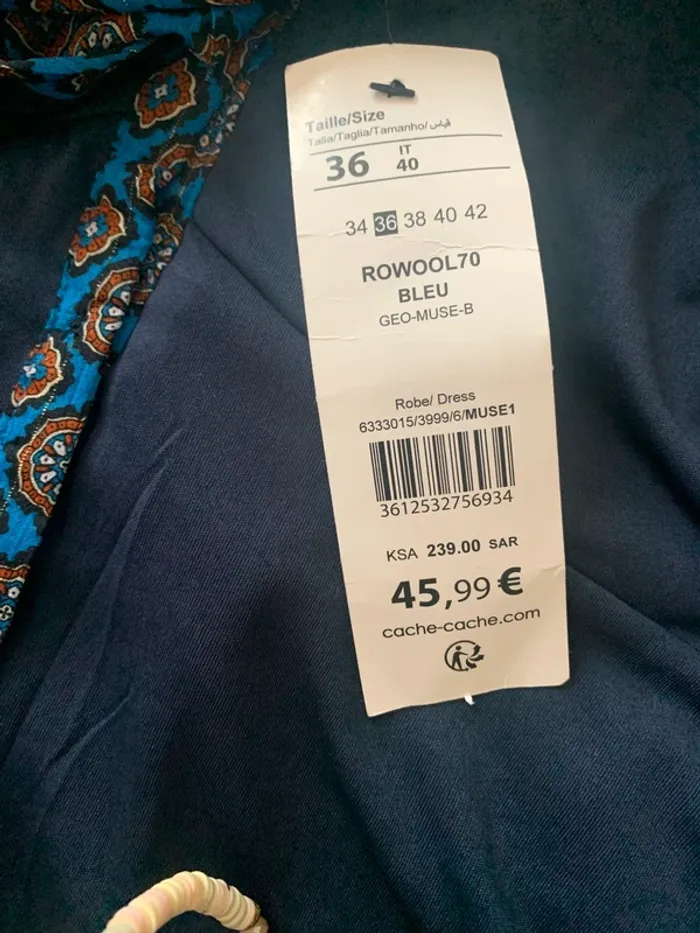 Taille/Size
Talla/Taglia/Tamanho/قياس
36 IT 40
34 36 38 40 42
ROWOOL70
BLEU
GEO-MUSE-B
Robe/ Dress
6333015/3999/6/MUSE1
3612532756934
KSA 239.00 SAR
45,99 €
cache-cache.com